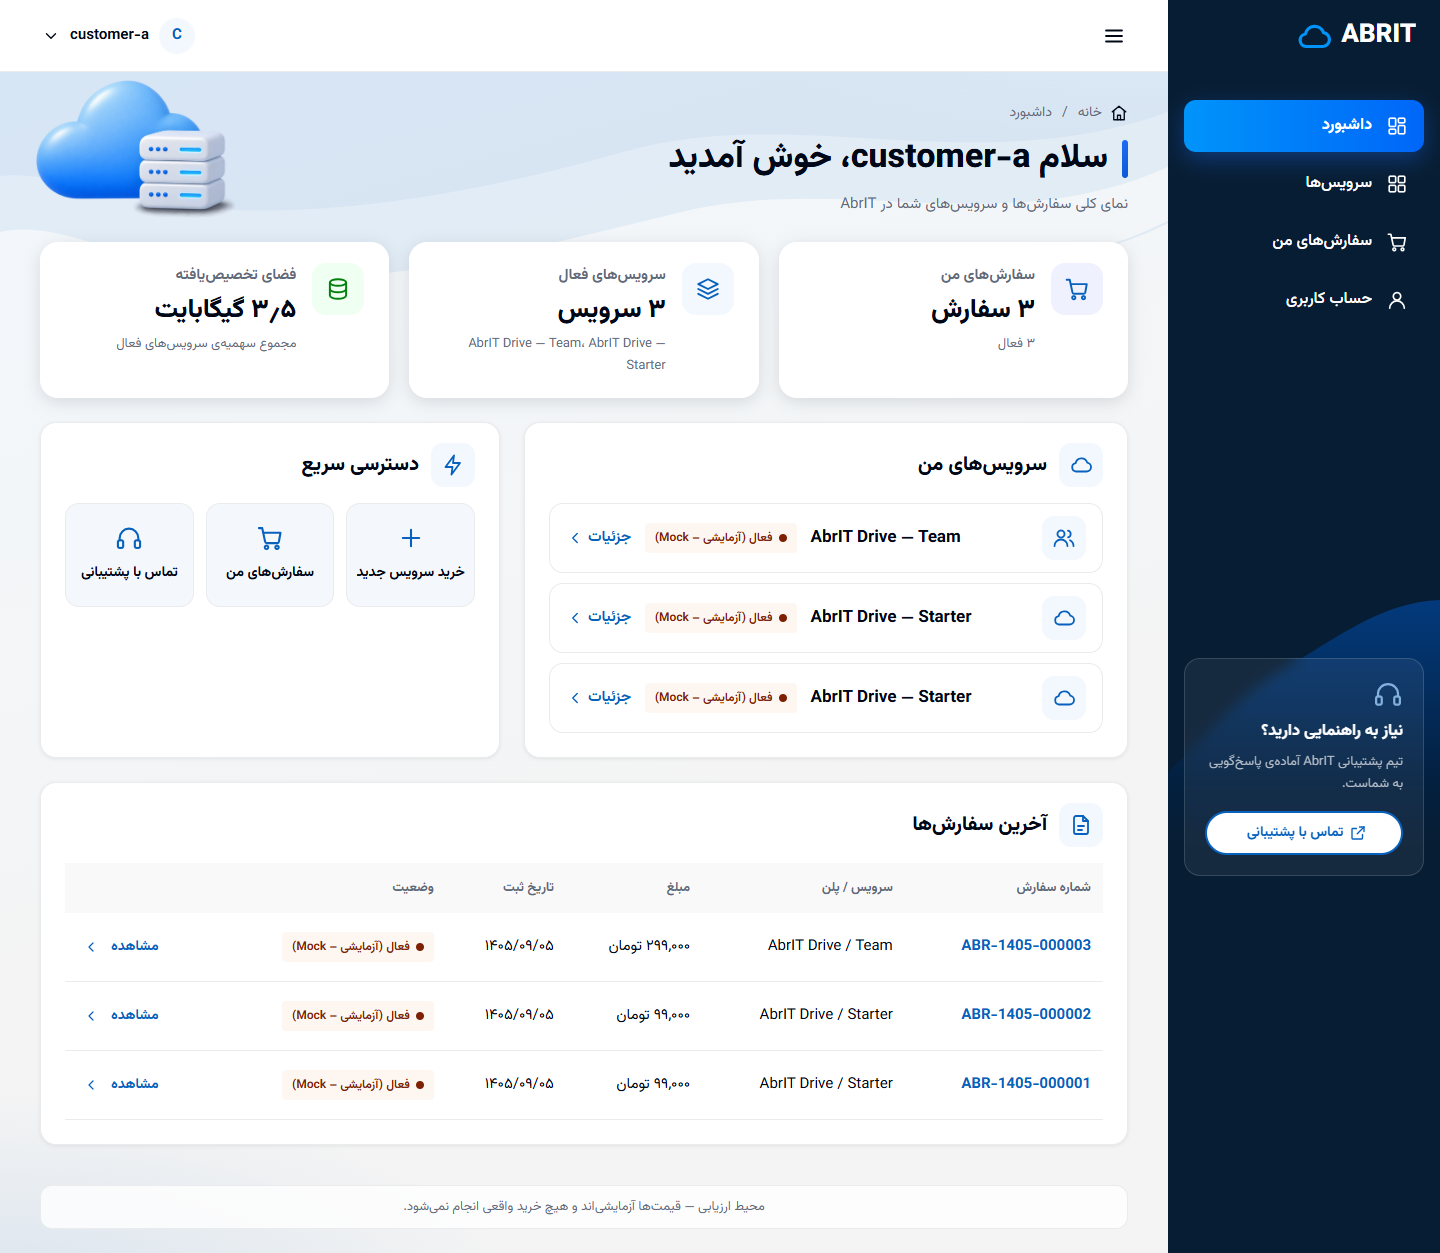 ABRIT
داشبورد
سرویس‌ها
سفارش‌های من
حساب کاربری
نیاز به راهنمایی دارید؟
تیم پشتیبانی AbrIT آماده‌ی پاسخ‌گویی
به شماست.
تماس با پشتیبانی
customer-a
C
خانه / داشبورد
سلام customer-a، خوش آمدید
نمای کلی سفارش‌ها و سرویس‌های شما در AbrIT
سفارش‌های من
۳ سفارش
۳ فعال
سرویس‌های فعال
۳ سرویس
AbrIT Drive — Team، AbrIT Drive —
Starter
فضای تخصیص‌یافته
۳٫۵ گیگابایت
مجموع سهمیه‌ی سرویس‌های فعال
سرویس‌های من
AbrIT Drive — Team
فعال (آزمایشی – Mock)
جزئیات
AbrIT Drive — Starter
فعال (آزمایشی – Mock)
جزئیات
AbrIT Drive — Starter
فعال (آزمایشی – Mock)
جزئیات
دسترسی سریع
خرید سرویس جدید
سفارش‌های من
تماس با پشتیبانی
آخرین سفارش‌ها
شماره سفارش سرویس / پلن مبلغ تاریخ ثبت وضعیت
ABR-1405-000003 AbrIT Drive / Team ۲۹۹,۰۰۰ تومان ۱۴۰۵/۰۹/۰۵ فعال (آزمایشی – Mock) مشاهده
ABR-1405-000002 AbrIT Drive / Starter ۹۹,۰۰۰ تومان ۱۴۰۵/۰۹/۰۵ فعال (آزمایشی – Mock) مشاهده
ABR-1405-000001 AbrIT Drive / Starter ۹۹,۰۰۰ تومان ۱۴۰۵/۰۹/۰۵ فعال (آزمایشی – Mock) مشاهده
محیط ارزیابی — قیمت‌ها آزمایشی‌اند و هیچ خرید واقعی انجام نمی‌شود.